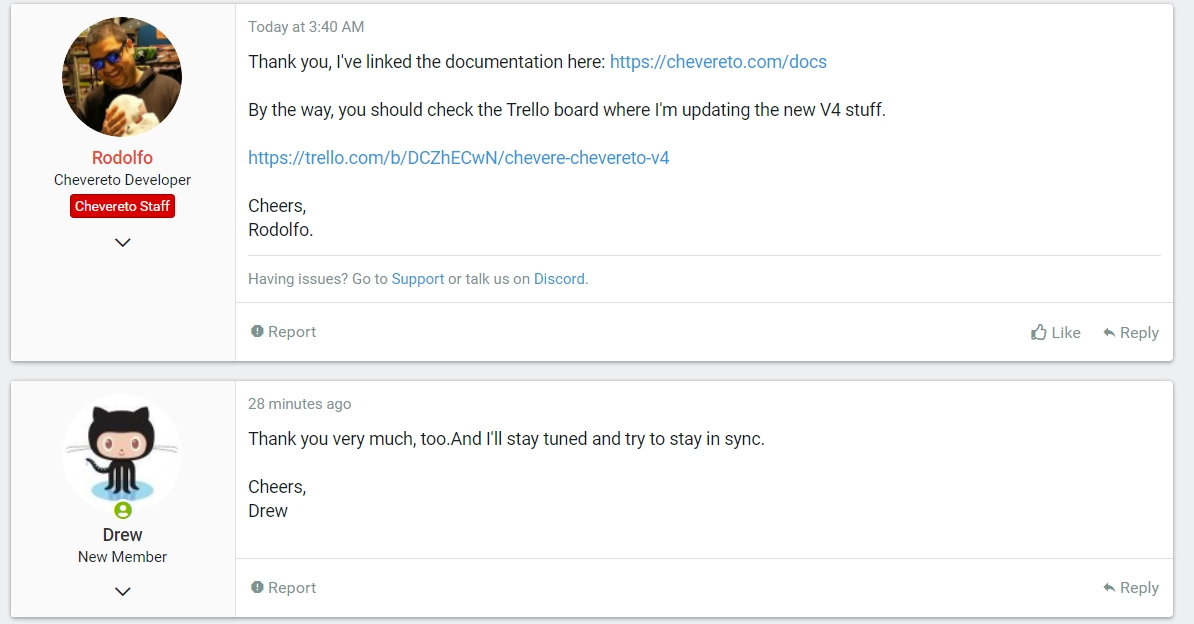 Today at 3:40 AM
Thank you, I've linked the documentation here: https://chevereto.com/docs
By the way, you should check the Trello board where I'm updating the new V4 stuff.
https://trello.com/b/DCZhECwN/chevere-chevereto-v4
Cheers,
Rodolfo.
Rodolfo
Chevereto Developer
Chevereto Staff
Having issues? Go to Support or talk us on Discord.
Report
Like
Reply
28 minutes ago
Thank you very much, too.And I'll stay tuned and try to stay in sync.
Cheers,
Drew
Drew
New Member
Report
Reply